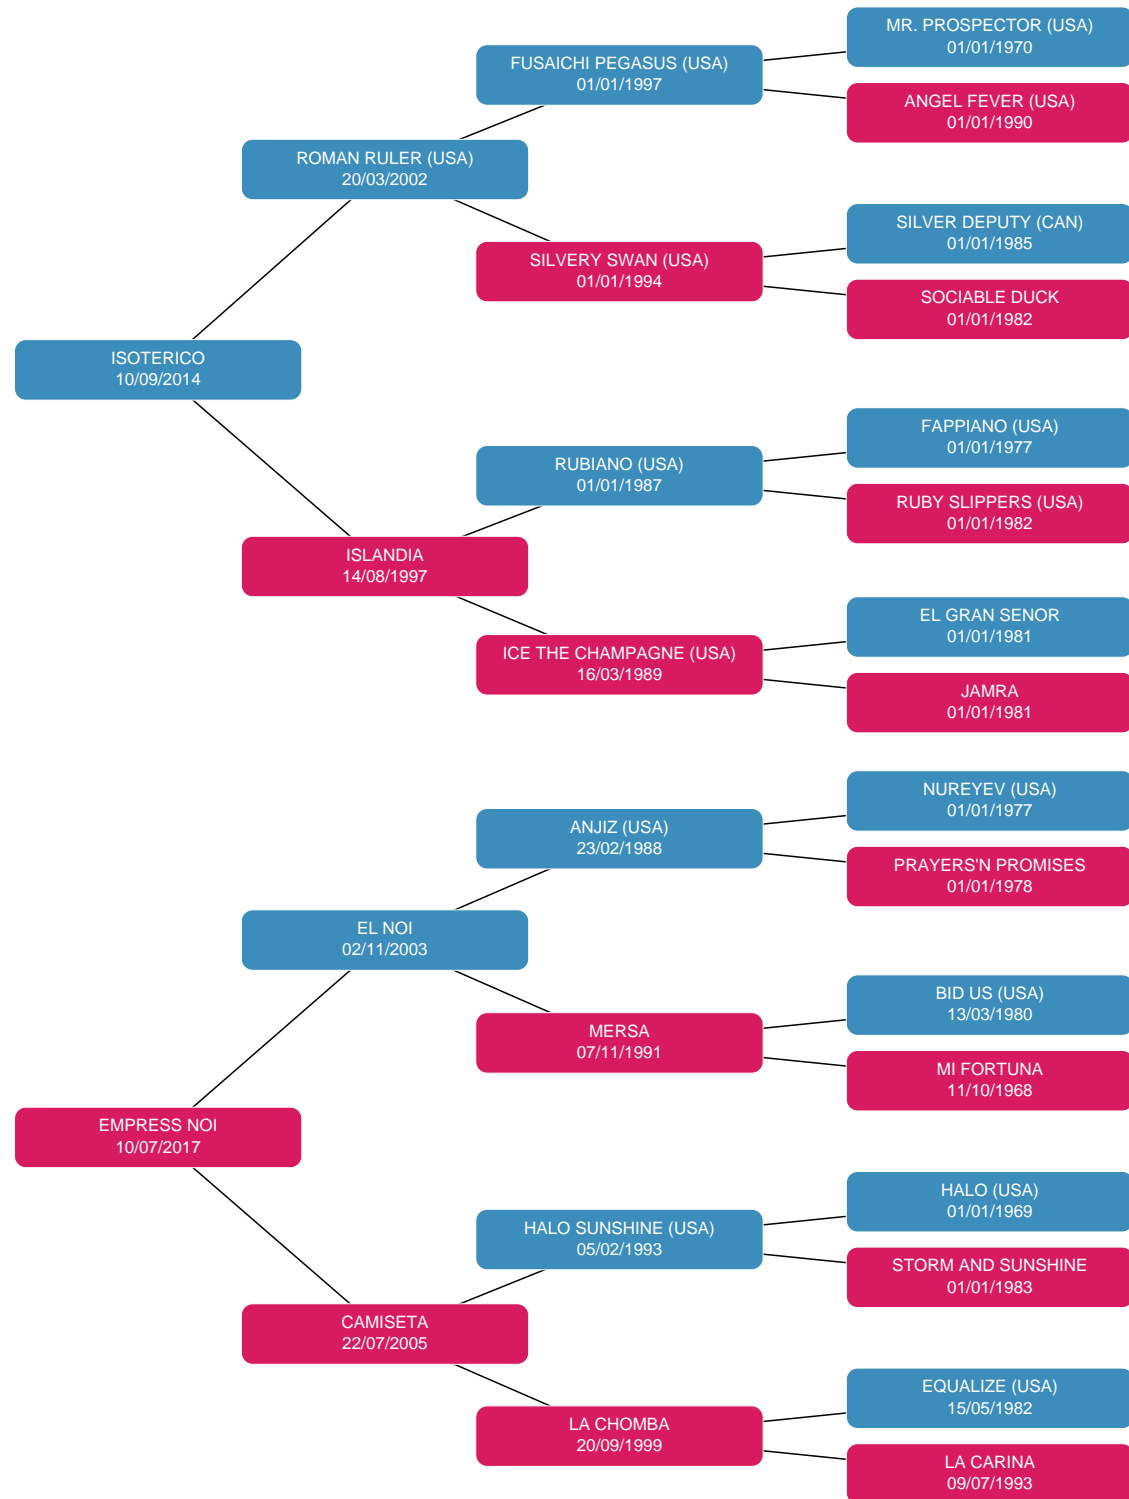 MR. PROSPECTOR (USA)
01/01/1970
FUSAICHI PEGASUS (USA)
01/01/1997
ANGEL FEVER (USA)
01/01/1990
ROMAN RULER (USA)
20/03/2002
SILVER DEPUTY (CAN)
01/01/1985
SILVERY SWAN (USA)
01/01/1994
SOCIABLE DUCK
01/01/1982
ISOTERICO
10/09/2014
FAPPIANO (USA)
01/01/1977
RUBIANO (USA)
01/01/1987
RUBY SLIPPERS (USA)
01/01/1982
ISLANDIA
14/08/1997
EL GRAN SENOR
01/01/1981
ICE THE CHAMPAGNE (USA)
16/03/1989
JAMRA
01/01/1981
NUREYEV (USA)
01/01/1977
ANJIZ (USA)
23/02/1988
PRAYERS'N PROMISES
01/01/1978
EL NOI
02/11/2003
BID US (USA)
13/03/1980
MERSA
07/11/1991
MI FORTUNA
11/10/1968
EMPRESS NOI
10/07/2017
HALO (USA)
01/01/1969
HALO SUNSHINE (USA)
05/02/1993
STORM AND SUNSHINE
01/01/1983
CAMISETA
22/07/2005
EQUALIZE (USA)
15/05/1982
LA CHOMBA
20/09/1999
LA CARINA
09/07/1993